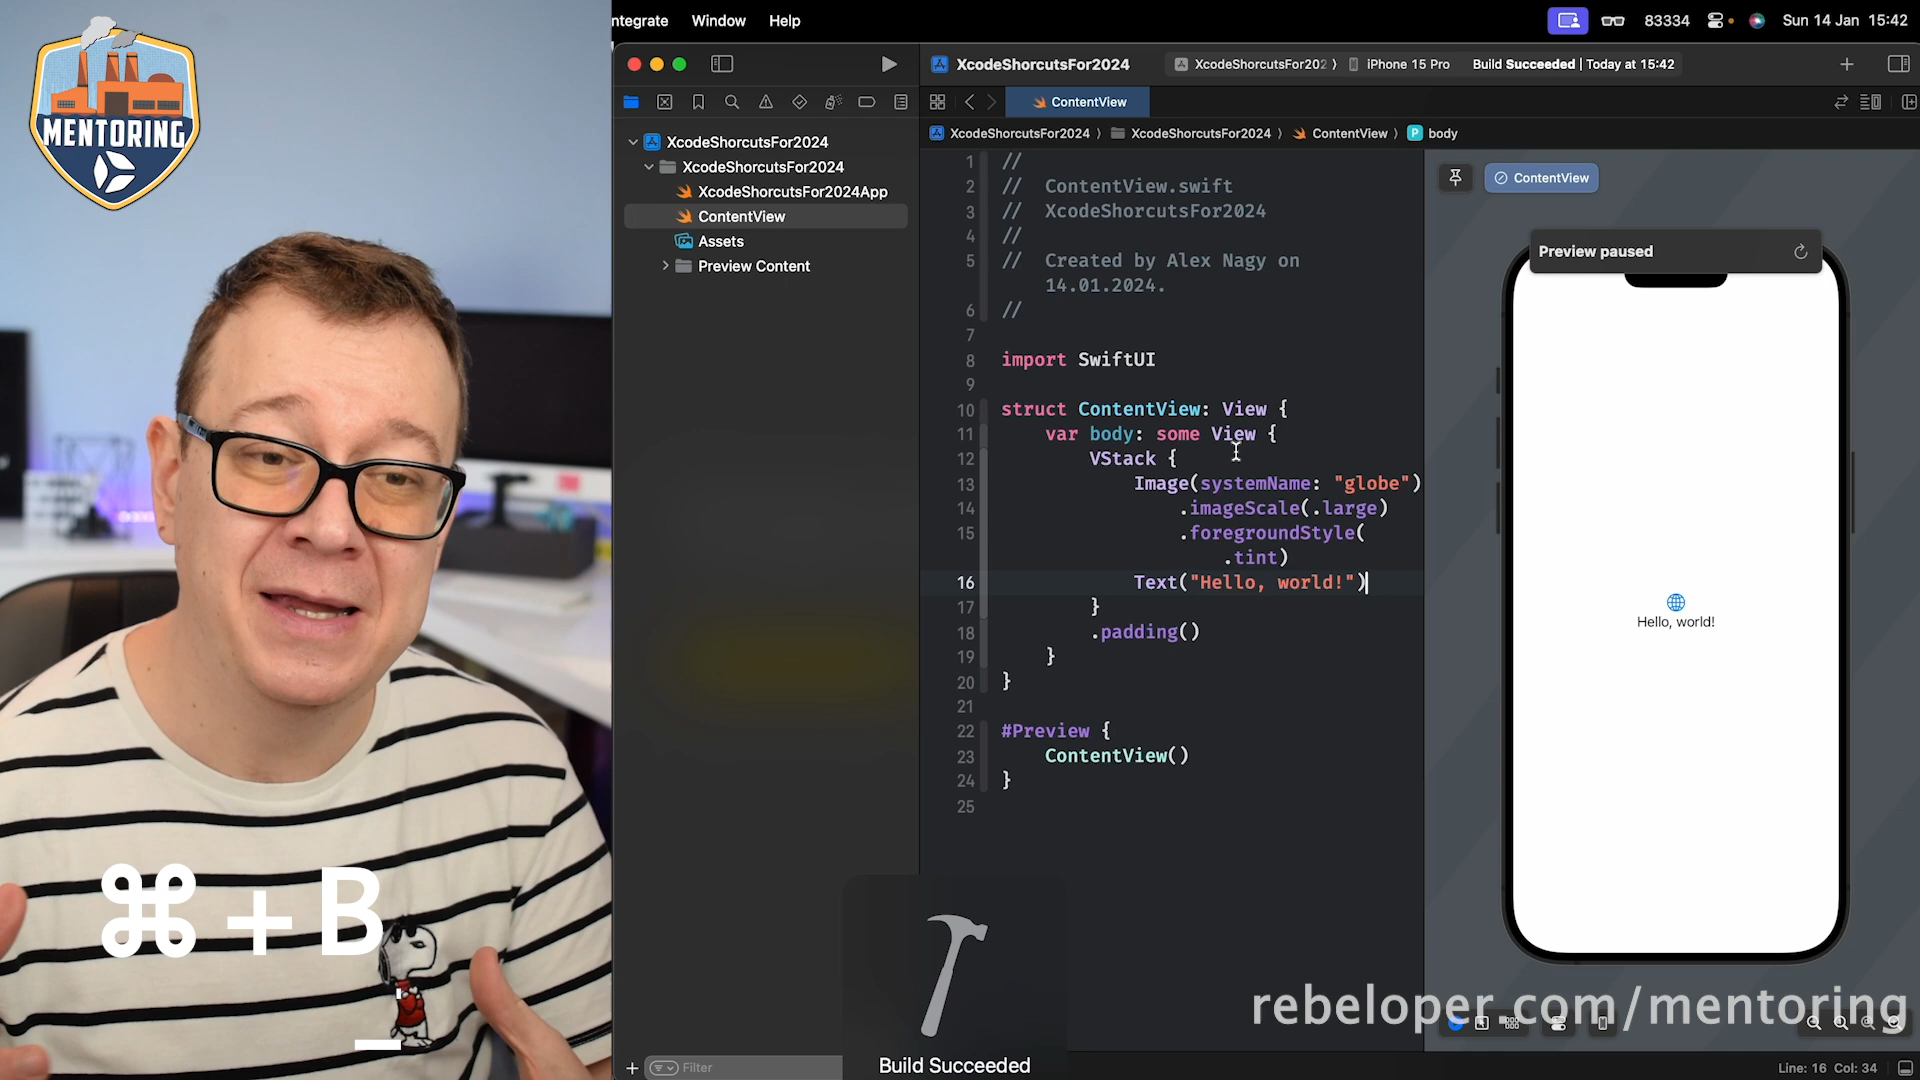 MENTORING
ntegrate Window Help
83334 Sun 14 Jan 15:42
XcodeShorcutsFor2024
XcodeShorcutsFor202 ⟩ iPhone 15 Pro Build Succeeded | Today at 15:42
ContentView
XcodeShorcutsFor2024 ⟩ XcodeShorcutsFor2024 ⟩ ContentView ⟩ P body
XcodeShorcutsFor2024
XcodeShorcutsFor2024
XcodeShorcutsFor2024App
ContentView
Assets
Preview Content
1 //
2 // ContentView.swift
3 // XcodeShorcutsFor2024
4 //
5 // Created by Alex Nagy on
14.01.2024.
6 //
7
8 import SwiftUI
9
10 struct ContentView: View {
11 var body: some View {
12 VStack {
13 Image(systemName: "globe")
14 .imageScale(.large)
15 .foregroundStyle(
.tint)
16 Text("Hello, world!")
17 }
18 .padding()
19 }
20 }
21
22 #Preview {
23 ContentView()
24 }
25
ContentView
Preview paused
Hello, world!
⌘ + B
rebeloper.com/mentoring
Filter
Build Succeeded
Line: 16 Col: 34